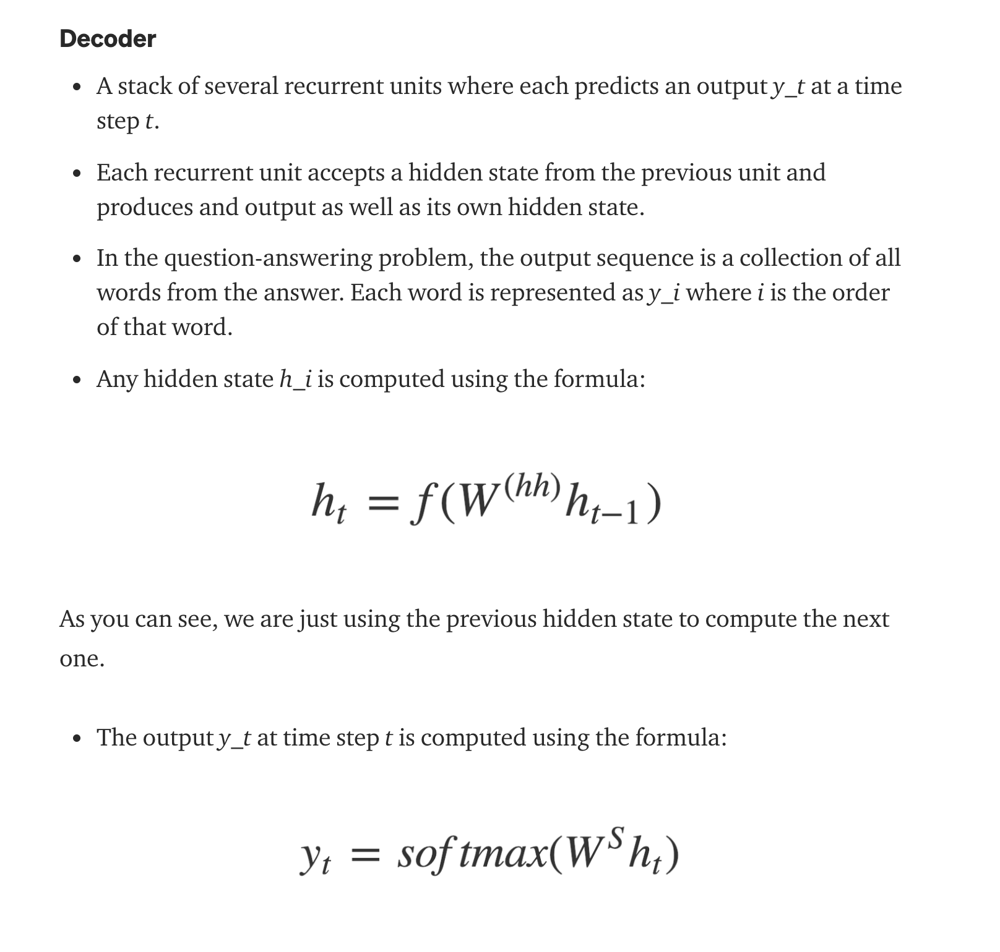 Decoder
• A stack of several recurrent units where each predicts an output y_t at a time
step t.
• Each recurrent unit accepts a hidden state from the previous unit and
produces and output as well as its own hidden state.
• In the question-answering problem, the output sequence is a collection of all
words from the answer. Each word is represented as y_i where i is the order
of that word.
• Any hidden state h_i is computed using the formula:
h_t = f(W^(hh) h_{t−1})
As you can see, we are just using the previous hidden state to compute the next
one.
• The output y_t at time step t is computed using the formula:
y_t = softmax(W^S h_t)